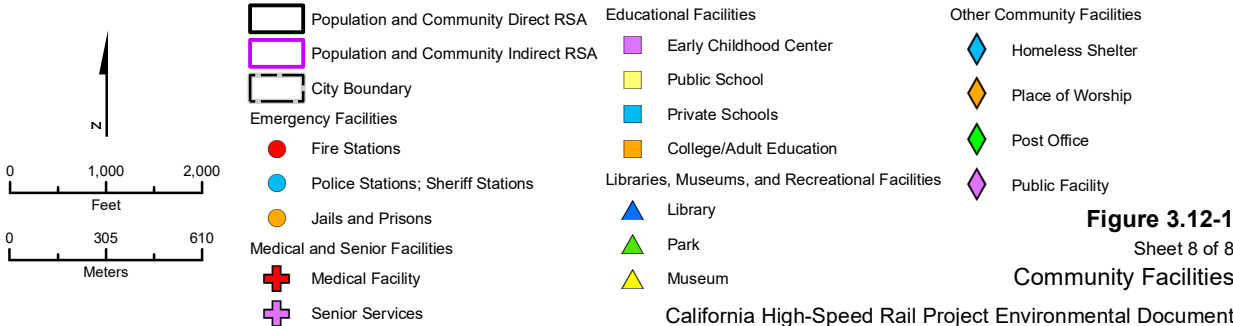 N
0 1,000 2,000
Feet
0 305 610
Meters
Population and Community Direct RSA
Population and Community Indirect RSA
City Boundary
Emergency Facilities
Fire Stations
Police Stations; Sheriff Stations
Jails and Prisons
Medical and Senior Facilities
Medical Facility
Senior Services
Educational Facilities
Early Childhood Center
Public School
Private Schools
College/Adult Education
Libraries, Museums, and Recreational Facilities
Library
Park
Museum
Other Community Facilities
Homeless Shelter
Place of Worship
Post Office
Public Facility
Figure 3.12-1
Sheet 8 of 8
Community Facilities
California High-Speed Rail Project Environmental Document